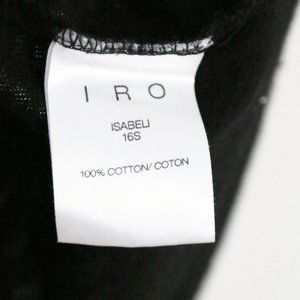 I R O
ISABELI
16S
100% COTTON/ COTON